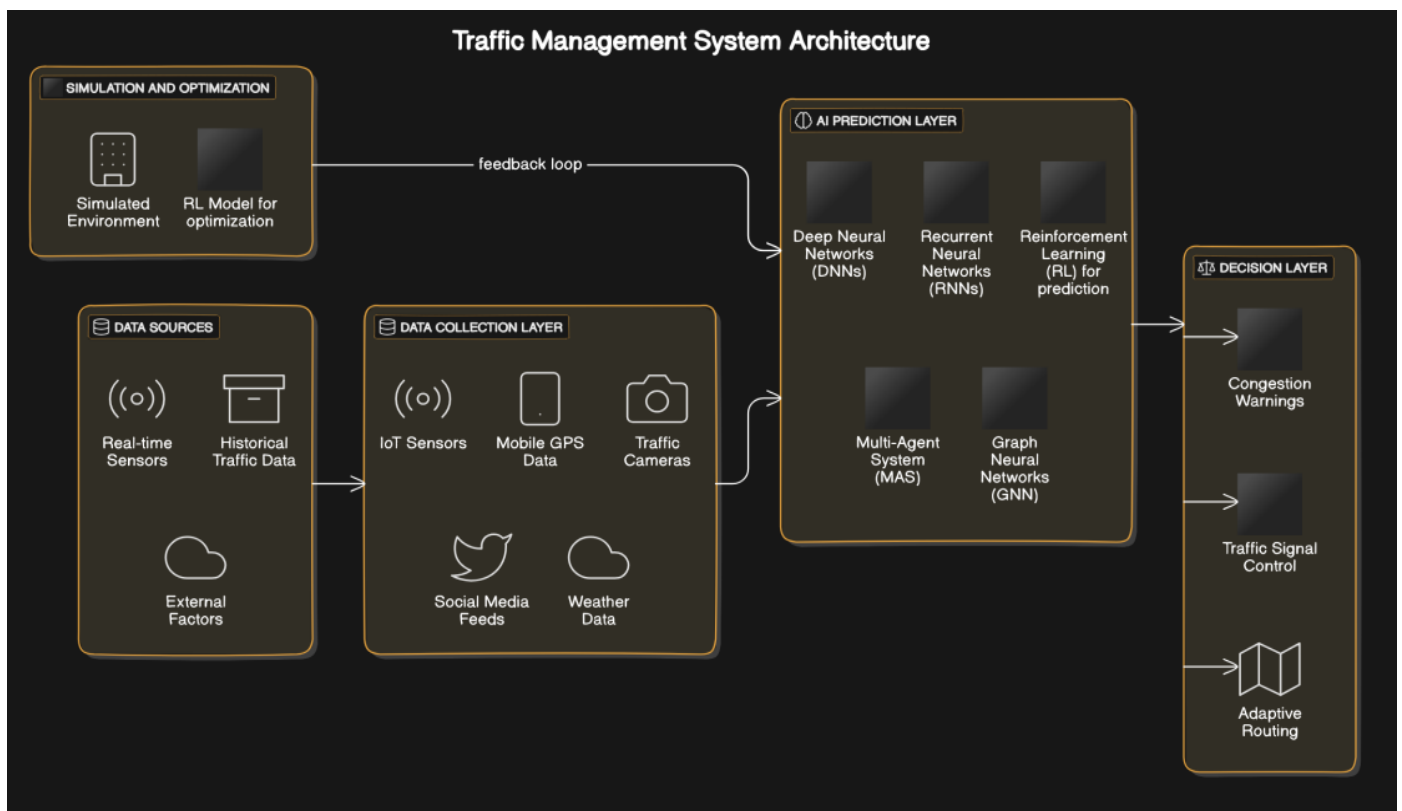 Traffic Management System Architecture
SIMULATION AND OPTIMIZATION
Simulated
Environment
RL Model for
optimization
feedback loop
AI PREDICTION LAYER
Deep Neural
Networks
(DNNs)
Recurrent
Neural
Networks
(RNNs)
Reinforcement
Learning
(RL) for
prediction
Multi-Agent
System
(MAS)
Graph
Neural
Networks
(GNN)
DATA SOURCES
Real-time
Sensors
Historical
Traffic Data
External
Factors
DATA COLLECTION LAYER
IoT Sensors
Mobile GPS
Data
Traffic
Cameras
Social Media
Feeds
Weather
Data
DECISION LAYER
Congestion
Warnings
Traffic Signal
Control
Adaptive
Routing